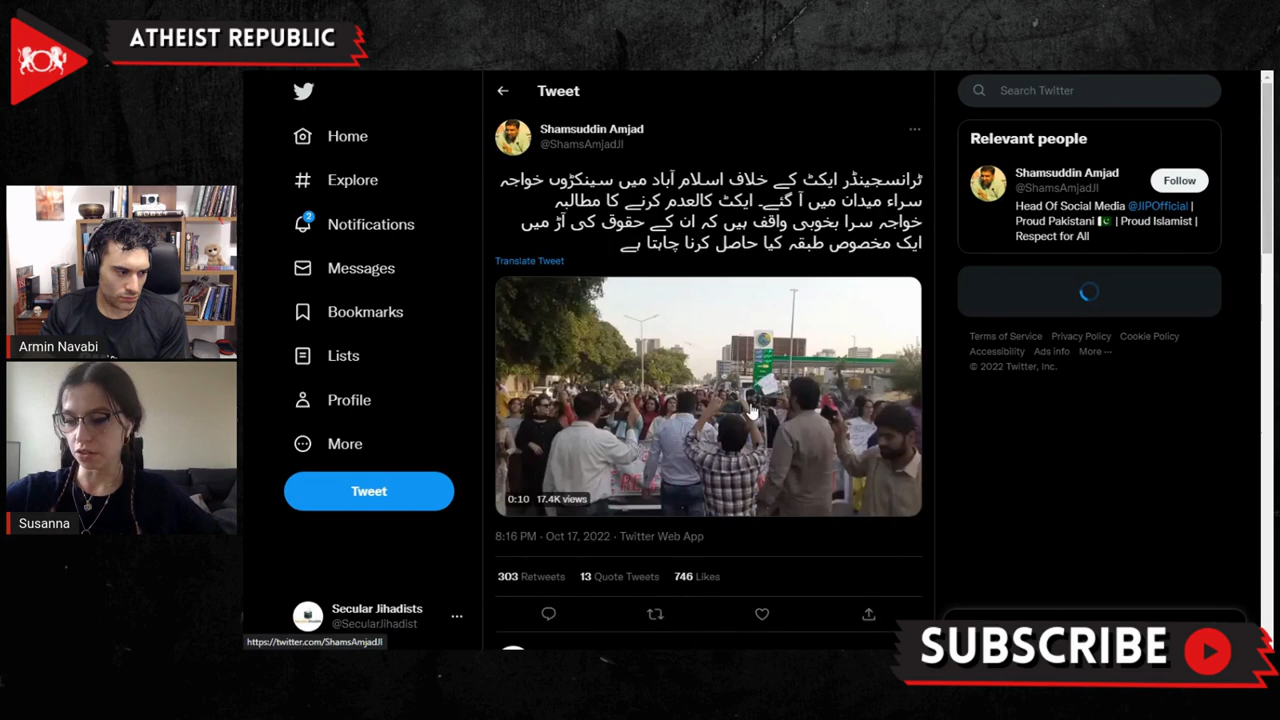 ATHEIST REPUBLIC
Armin Navabi
Susanna
Home
Explore
2
Notifications
Messages
Bookmarks
Lists
Profile
More
Tweet
Secular Jihadists
@SecularJihadist
https://twitter.com/ShamsAmjadJI
Tweet
Shamsuddin Amjad
@ShamsAmjadJI
ٹرانسجینڈر ایکٹ کے خلاف اسلام آباد میں سینکڑوں خواجہ
سراء میدان میں آ گئے۔ ایکٹ کالعدم کرنے کا مطالبہ
خواجہ سرا بخوبی واقف ہیں کہ ان کے حقوق کی آڑ میں
ایک مخصوص طبقہ کیا حاصل کرنا چاہتا ہے
Translate Tweet
0:10 17.4K views
8:16 PM · Oct 17, 2022 · Twitter Web App
303 Retweets 13 Quote Tweets 746 Likes
Search Twitter
Relevant people
Shamsuddin Amjad
@ShamsAmjadJI
Follow
Head Of Social Media @JIPOfficial |
Proud Pakistani 🇵🇰 | Proud Islamist |
Respect for All
Terms of Service Privacy Policy Cookie Policy
Accessibility Ads info More ···
© 2022 Twitter, Inc.
SUBSCRIBE